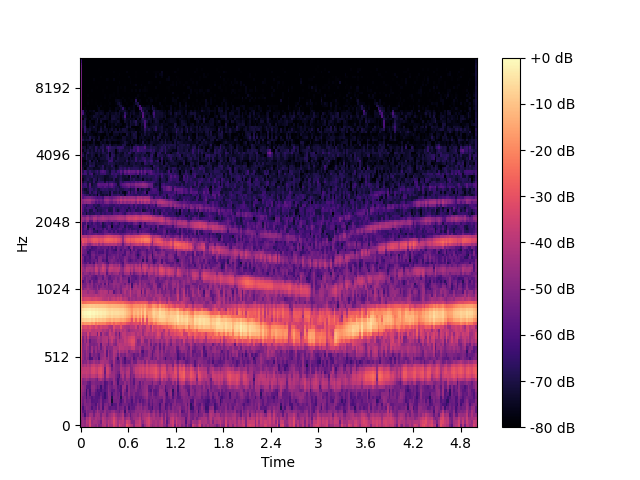 8192
4096
2048
1024
512
0
Hz
0 0.6 1.2 1.8 2.4 3 3.6 4.2 4.8
Time
+0 dB
-10 dB
-20 dB
-30 dB
-40 dB
-50 dB
-60 dB
-70 dB
-80 dB